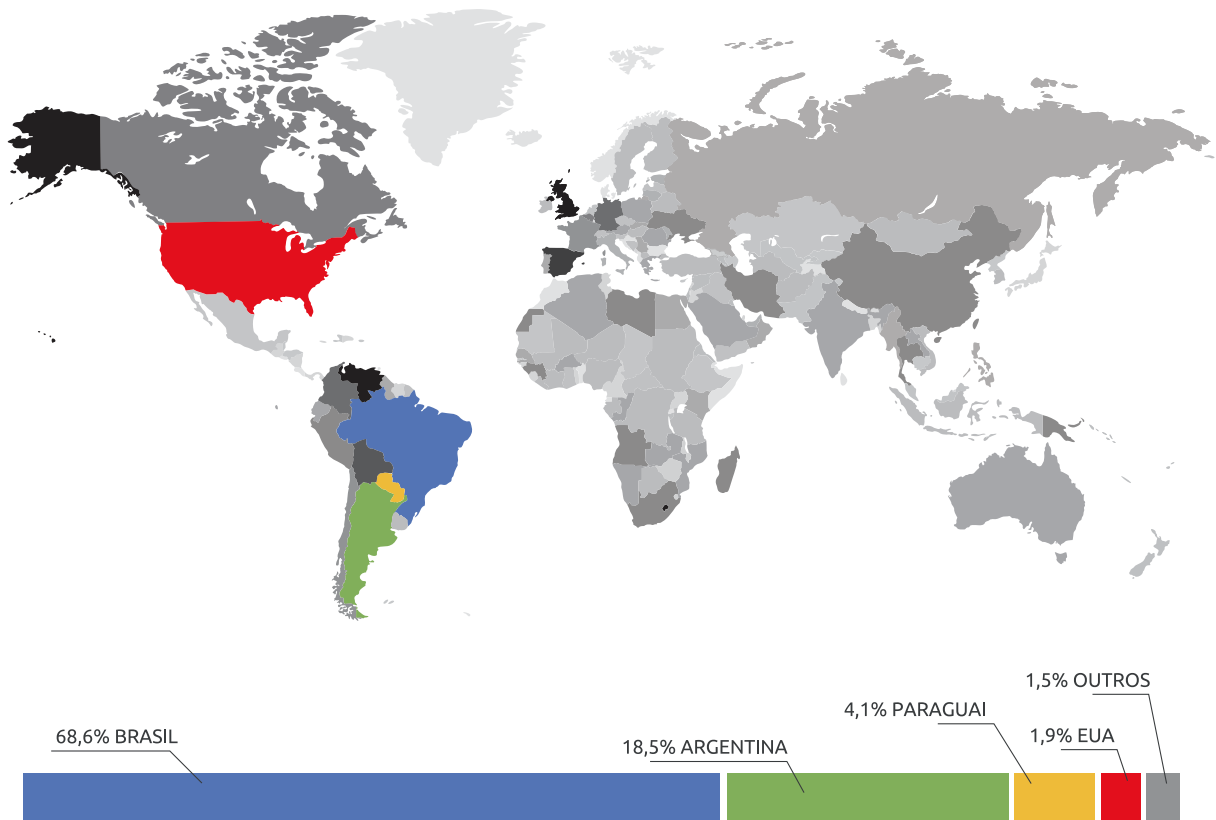 1,5% OUTROS
4,1% PARAGUAI
68,6% BRASIL
18,5% ARGENTINA
1,9% EUA